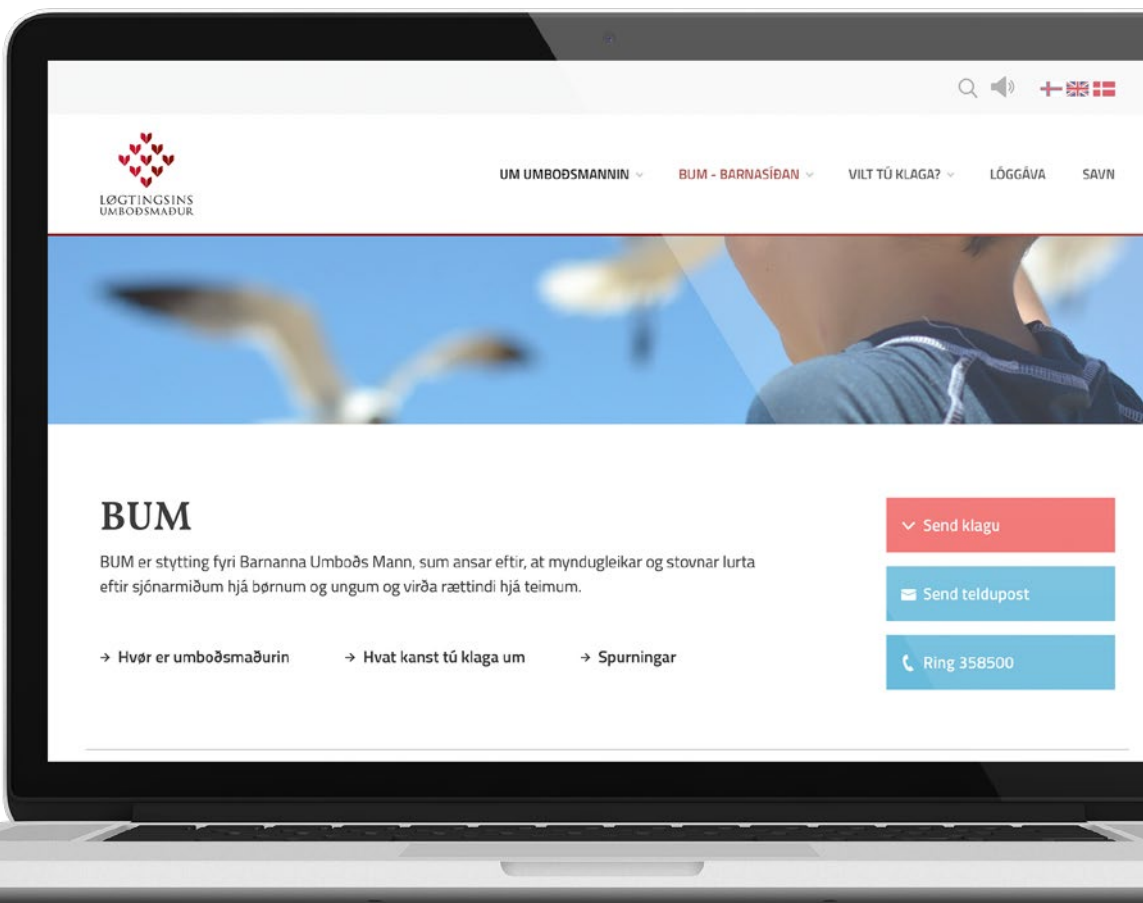 LØGTINGSINS
UMBOÐSMAÐUR
UM UMBOÐSMANNIN
BUM - BARNASÍÐAN
VILT TÚ KLAGA?
LÓGGÁVA
SAVN
BUM
BUM er stytting fyri Barnanna Umboðs Mann, sum ansar eftir, at myndugleikar og stovnar lurta
eftir sjónarmiðum hjá børnum og ungum og virða rættindi hjá teimum.
→ Hvør er umboðsmaðurin
→ Hvat kanst tú klaga um
→ Spurningar
Send klagu
Send teldupost
Ring 358500